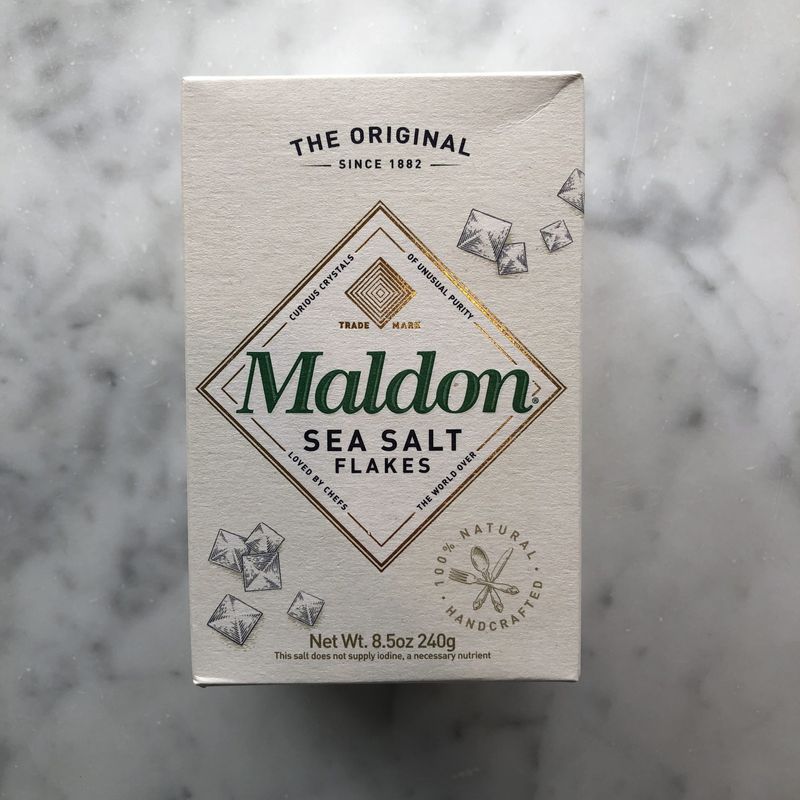 THE ORIGINAL
SINCE 1882
CURIOUS CRYSTALS
OF UNUSUAL PURITY
TRADE MARK
Maldon®
SEA SALT
FLAKES
LOVED BY CHEFS
THE WORLD OVER
100% NATURAL
• HANDCRAFTED •
Net Wt. 8.5oz 240g
This salt does not supply iodine, a necessary nutrient